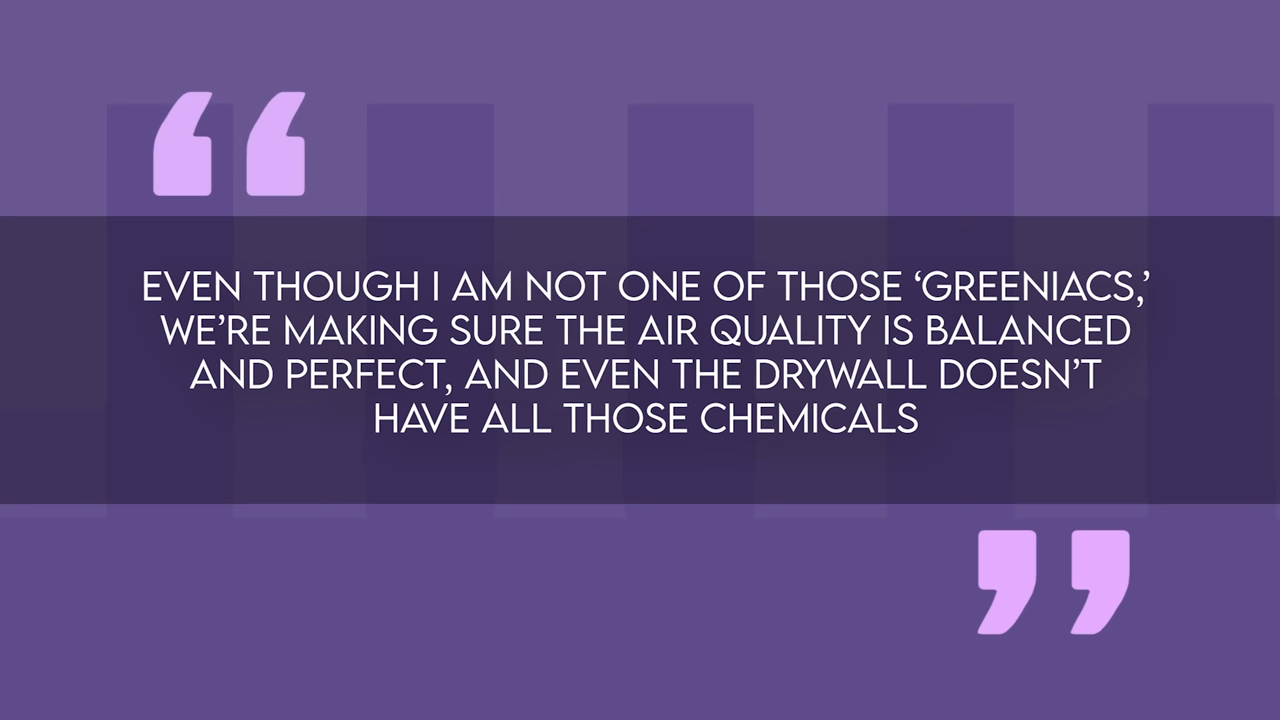 “
EVEN THOUGH I AM NOT ONE OF THOSE ‘GREENIACS,’
WE’RE MAKING SURE THE AIR QUALITY IS BALANCED
AND PERFECT, AND EVEN THE DRYWALL DOESN’T
HAVE ALL THOSE CHEMICALS
”